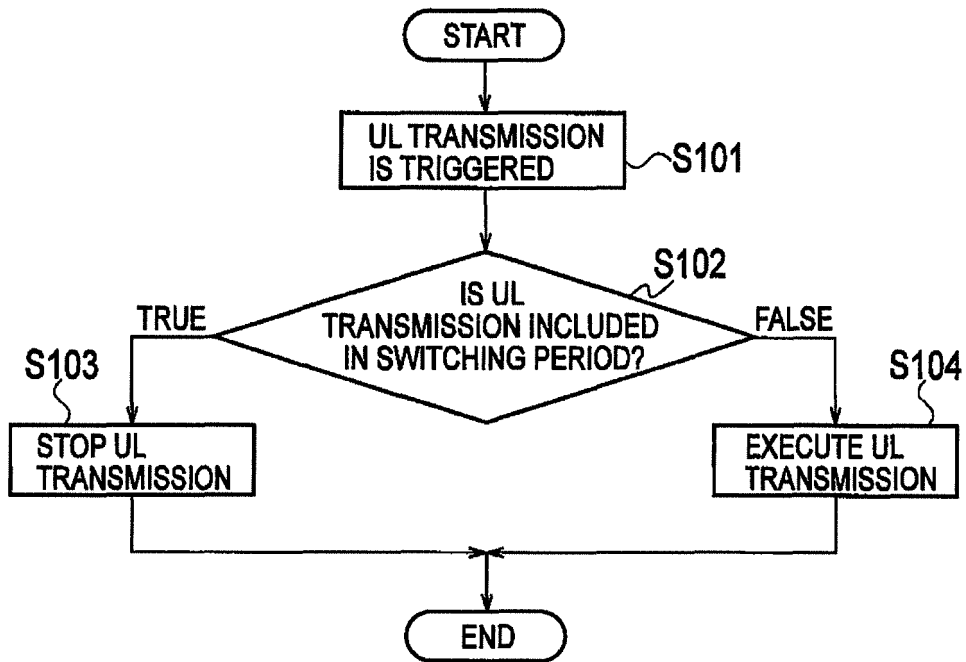 START
UL TRANSMISSION
IS TRIGGERED
S101
S102
IS UL
TRANSMISSION INCLUDED
IN SWITCHING PERIOD?
TRUE
FALSE
S103
S104
STOP UL
TRANSMISSION
EXECUTE UL
TRANSMISSION
END